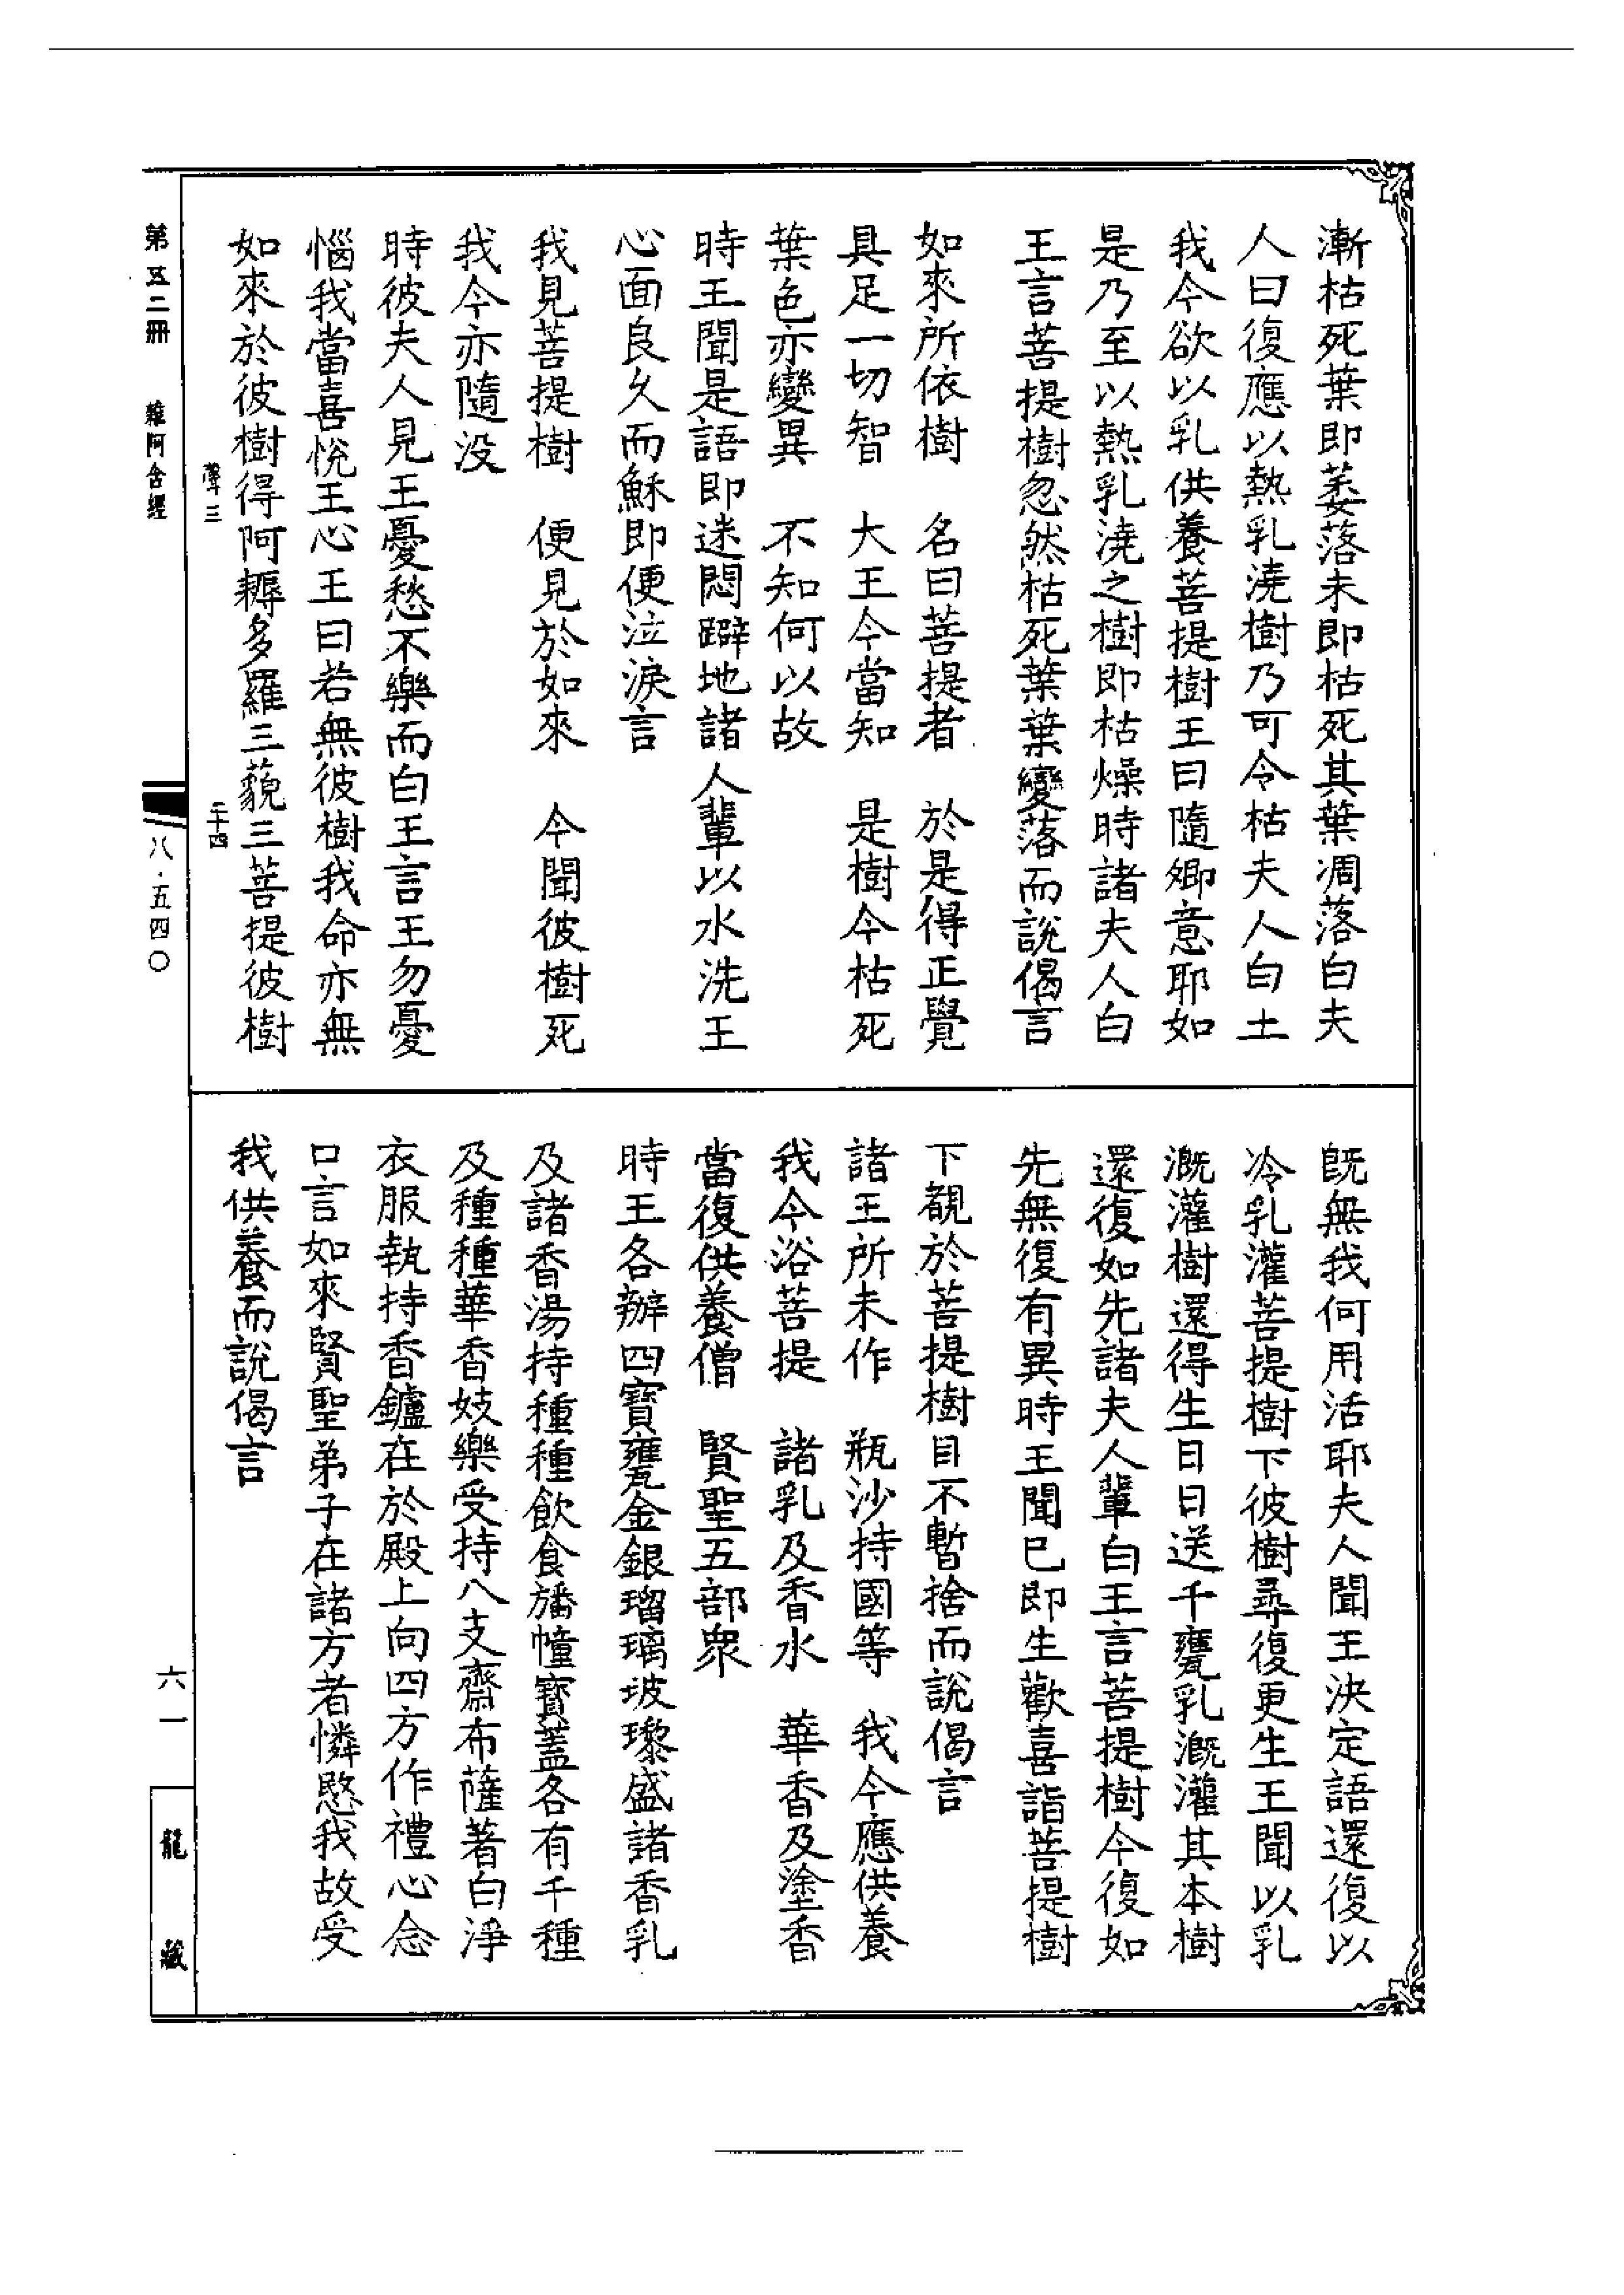 漸枯死葉即萎落未即枯死其葉凋落白夫
人曰復應以熱乳澆樹乃可令枯夫人白土
我今欲以乳供養菩提樹王曰隨卿意耶如
是乃至以熱乳澆之樹即枯燥時諸夫人白
王言菩提樹忽然枯死葉葉變落而說偈言
如來所依樹　名曰菩提者　於是得正覺
具足一切智　大王今當知　是樹今枯死
葉色亦變異　不知何以故
時王聞是語即迷悶躃地諸人輩以水洗王
心面良久而穌即便泣淚言
我見菩提樹　便見於如來　今聞彼樹死
我今亦隨没
時彼夫人見王憂愁不樂而白王言王勿憂
惱我當喜悅王心王曰若無彼樹我命亦無
如來於彼樹得阿耨多羅三藐三菩提彼樹
既無我何用活耶夫人聞王決定語還復以
冷乳灌菩提樹下彼樹尋復更生王聞以乳
溉灌樹還得生日日送千甕乳溉灌其本樹
還復如先諸夫人輩白王言菩提樹今復如
先無復有異時王聞已即生歡喜詣菩提樹
下覩於菩提樹目不暫捨而說偈言
諸王所未作　瓶沙持國等　我今應供養
我今浴菩提　諸乳及香水　華香及塗香
當復供養僧　賢聖五部眾
時王各辦四寶甕金銀瑠璃玻瓈盛諸香乳
及諸香湯持種種飲食旛幢寶蓋各有千種
及種種華香妓樂受持八支齋布薩著白淨
衣服執持香鑪在於殿上向四方作禮心念
口言如來賢聖弟子在諸方者憐愍我故受
我供養而說偈言
聲三
二十四
第五二冊　雜阿含經
八·五四〇
六一
龍藏